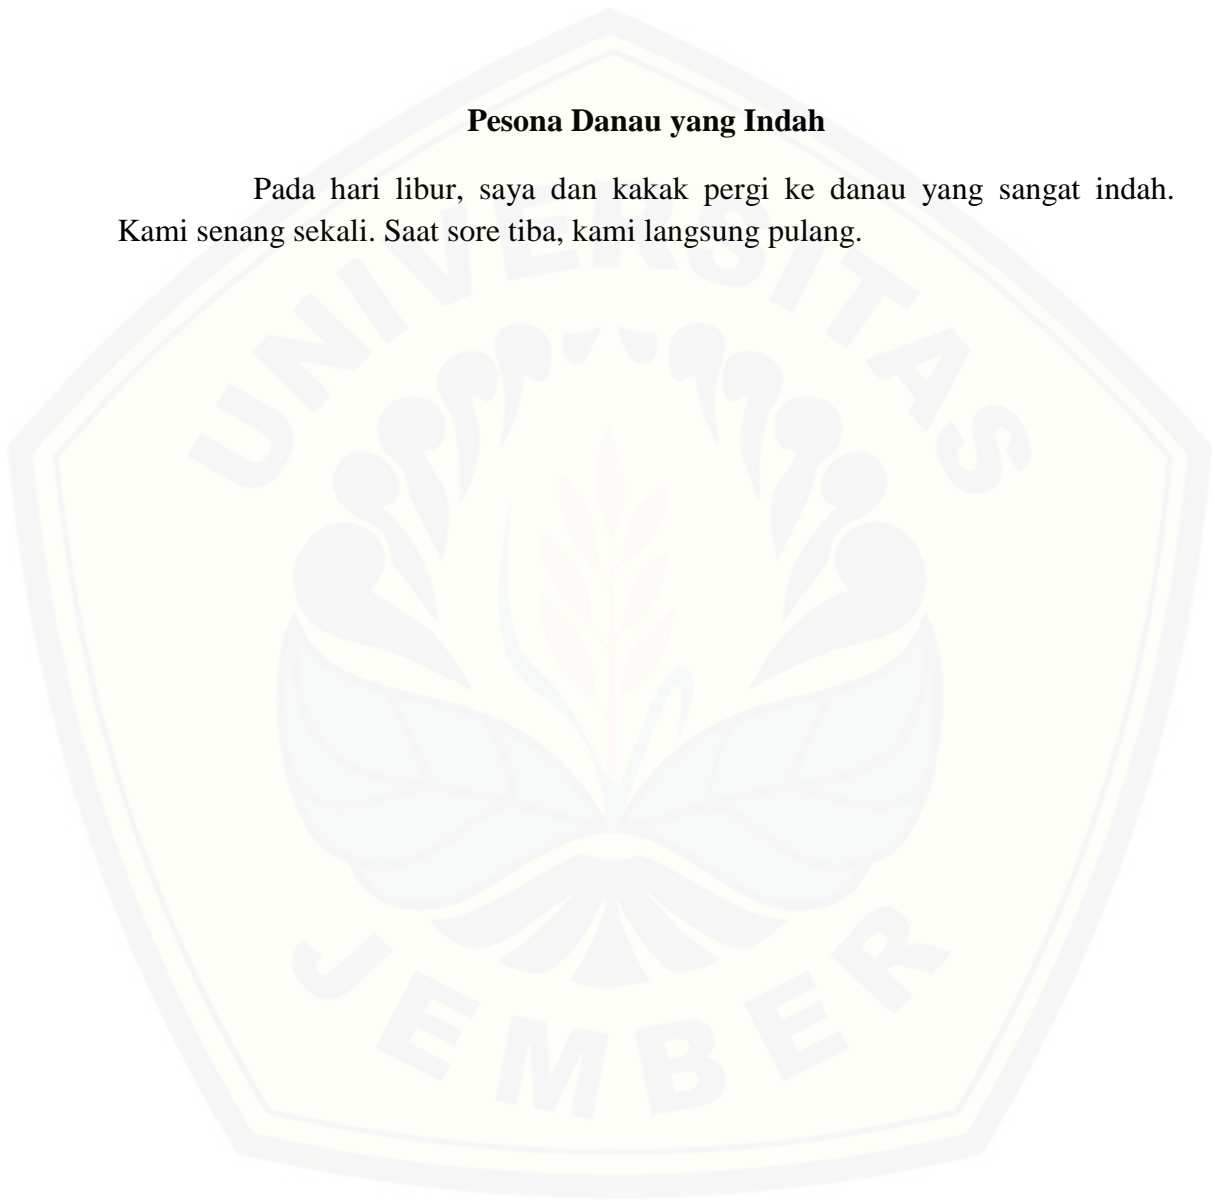 Pesona Danau yang Indah
Pada hari libur, saya dan kakak pergi ke danau yang sangat indah.
Kami senang sekali. Saat sore tiba, kami langsung pulang.
UNIVERSITAS
JEMBER